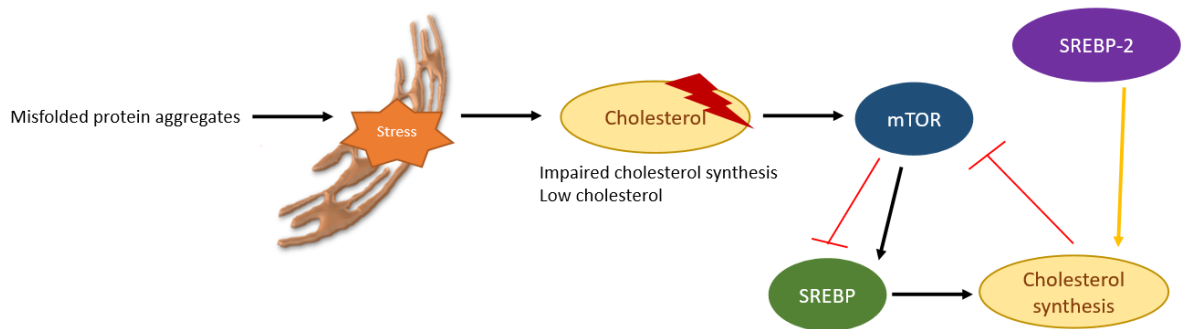 Misfolded protein aggregates
Stress
Cholesterol
Impaired cholesterol synthesis
Low cholesterol
mTOR
SREBP-2
SREBP
Cholesterol
synthesis